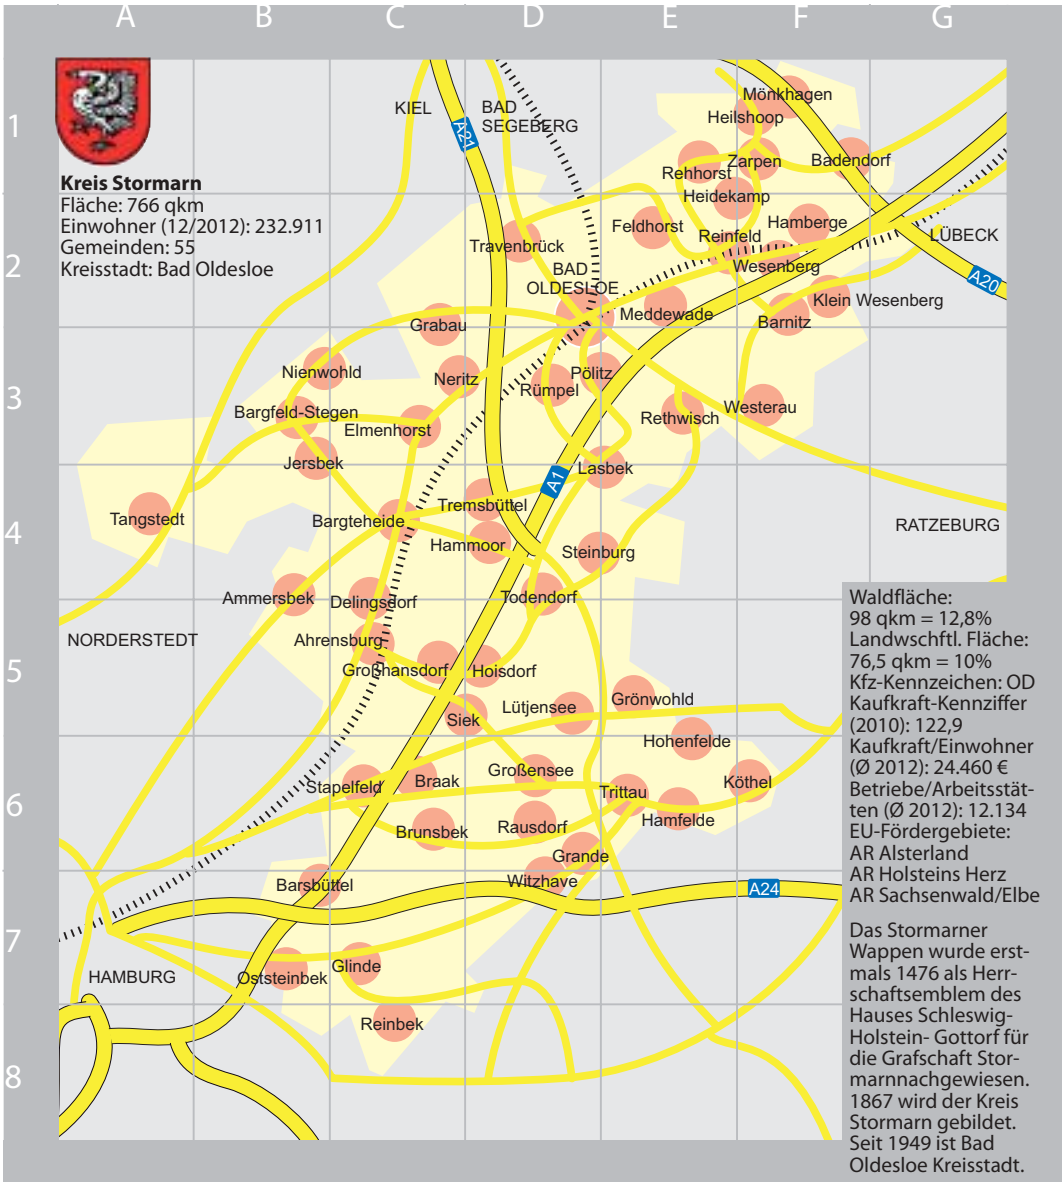 A B C D E F G
1
2
3
4
5
6
7
8
Kreis Stormarn
Fläche: 766 qkm
Einwohner (12/2012): 232.911
Gemeinden: 55
Kreisstadt: Bad Oldesloe
KIEL
A21
BAD
SEGEBERG
Mönkhagen
Heilshoop
Zarpen
Badendorf
Rehhorst
Heidekamp
Feldhorst
Hamberge
Reinfeld
LÜBECK
Travenbrück
Wesenberg
BAD
OLDESLOE
A20
Klein Wesenberg
Meddewade
Barnitz
Grabau
Nienwohld
Neritz
Pölitz
Rümpel
Bargfeld-Stegen
Elmenhorst
Rethwisch
Westerau
Jersbek
Lasbek
A1
Tangstedt
Tremsbüttel
Bargteheide
RATZEBURG
Hammoor
Steinburg
Ammersbek
Delingsdorf
Todendorf
NORDERSTEDT
Ahrensburg
Großhansdorf
Hoisdorf
Grönwohld
Lütjensee
Siek
Hohenfelde
Großensee
Braak
Stapelfeld
Köthel
Trittau
Hamfelde
Brunsbek
Rausdorf
Grande
Witzhave
Barsbüttel
A24
HAMBURG
Oststeinbek
Glinde
Reinbek
Waldfläche:
98 qkm = 12,8%
Landwschftl. Fläche:
76,5 qkm = 10%
Kfz-Kennzeichen: OD
Kaufkraft-Kennziffer
(2010): 122,9
Kaufkraft/Einwohner
(Ø 2012): 24.460 €
Betriebe/Arbeitsstät-
ten (Ø 2012): 12.134
EU-Fördergebiete:
AR Alsterland
AR Holsteins Herz
AR Sachsenwald/Elbe
Das Stormarner
Wappen wurde erst-
mals 1476 als Herr-
schaftsemblem des
Hauses Schleswig-
Holstein- Gottorf für
die Grafschaft Stor-
marnnachgewiesen.
1867 wird der Kreis
Stormarn gebildet.
Seit 1949 ist Bad
Oldesloe Kreisstadt.